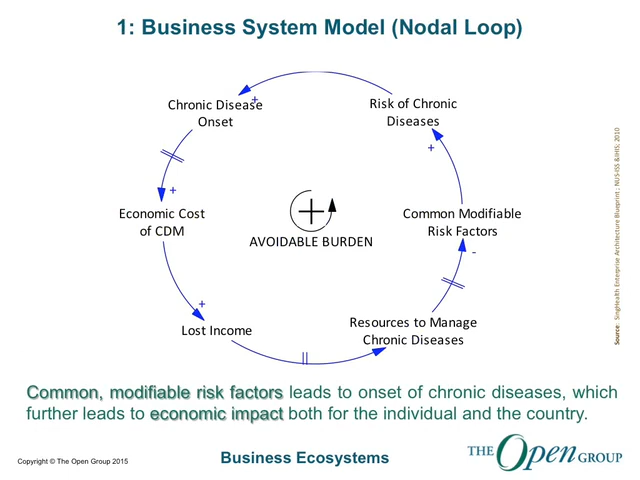 1: Business System Model (Nodal Loop)
Chronic Disease
Onset
+
Risk of Chronic
Diseases
+
+
Economic Cost
of CDM
+
AVOIDABLE BURDEN
Common Modifiable
Risk Factors
-
+
Lost Income
Resources to Manage
Chronic Diseases
Source: SingHealth Enterprise Architecture Blueprint ; NUS-ISS &IHIS; 2010
Common, modifiable risk factors leads to onset of chronic diseases, which
further leads to economic impact both for the individual and the country.
Copyright © The Open Group 2015
Business Ecosystems
THE Open GROUP